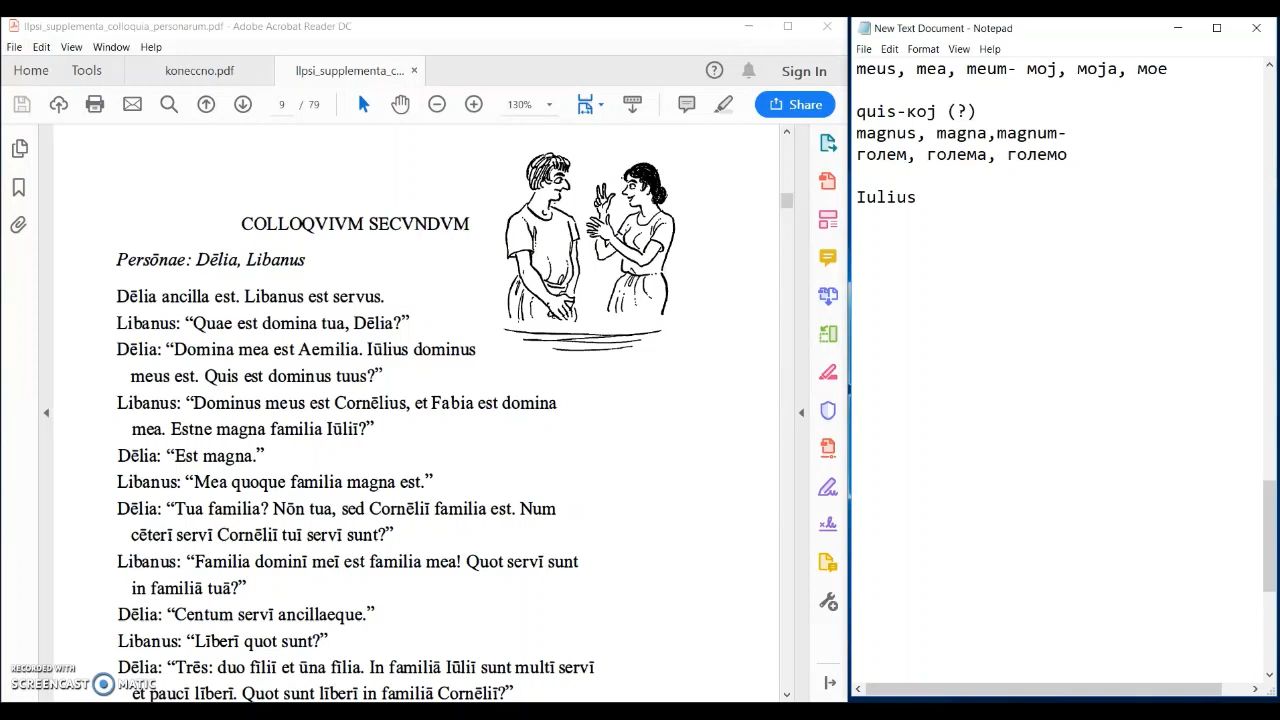 llpsi_supplementa_colloquia_personarum.pdf - Adobe Acrobat Reader DC
File Edit View Window Help
Home Tools koneccno.pdf llpsi_supplementa_c... × Sign In
9 / 79 130% Share
COLLOQVIVM SECVNDVM
Persōnae: Dēlia, Libanus
Dēlia ancilla est. Libanus est servus.
Libanus: “Quae est domina tua, Dēlia?”
Dēlia: “Domina mea est Aemilia. Iūlius dominus
meus est. Quis est dominus tuus?”
Libanus: “Dominus meus est Cornēlius, et Fabia est domina
mea. Estne magna familia Iūliī?”
Dēlia: “Est magna.”
Libanus: “Mea quoque familia magna est.”
Dēlia: “Tua familia? Nōn tua, sed Cornēliī familia est. Num
cēterī servī Cornēliī tuī servī sunt?”
Libanus: “Familia dominī meī est familia mea! Quot servī sunt
in familiā tuā?”
Dēlia: “Centum servī ancillaeque.”
Libanus: “Līberī quot sunt?”
Dēlia: “Trēs: duo fīliī et ūna fīlia. In familiā Iūliī sunt multī servī
et paucī līberī. Quot sunt līberī in familiā Cornēliī?”
RECORDED WITH
SCREENCAST MATIC
New Text Document - Notepad
File Edit Format View Help
meus, mea, meum- мој, моја, мое
quis-кој (?)
magnus, magna,magnum-
голем, голема, големо
Iulius